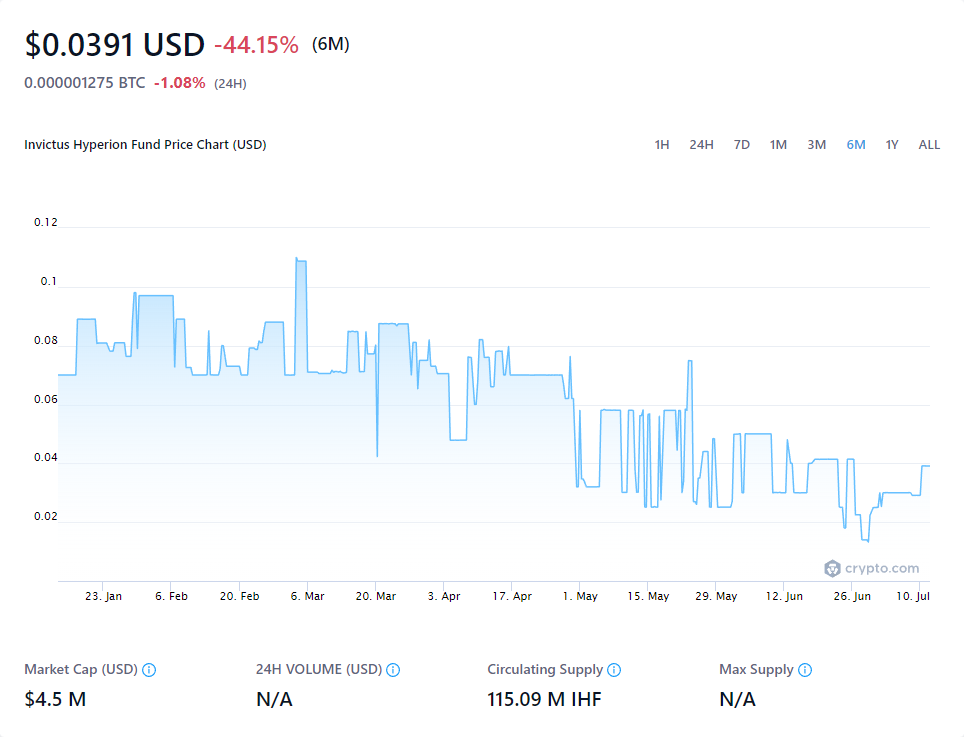 $0.0391 USD -44.15% (6M)
0.000001275 BTC -1.08% (24H)
Invictus Hyperion Fund Price Chart (USD) 1H 24H 7D 1M 3M 6M 1Y ALL
0.12
0.1
0.08
0.06
0.04
0.02
crypto.com
23. Jan 6. Feb 20. Feb 6. Mar 20. Mar 3. Apr 17. Apr 1. May 15. May 29. May 12. Jun 26. Jun 10. Jul
Market Cap (USD) 24H VOLUME (USD) Circulating Supply Max Supply
$4.5 M N/A 115.09 M IHF N/A